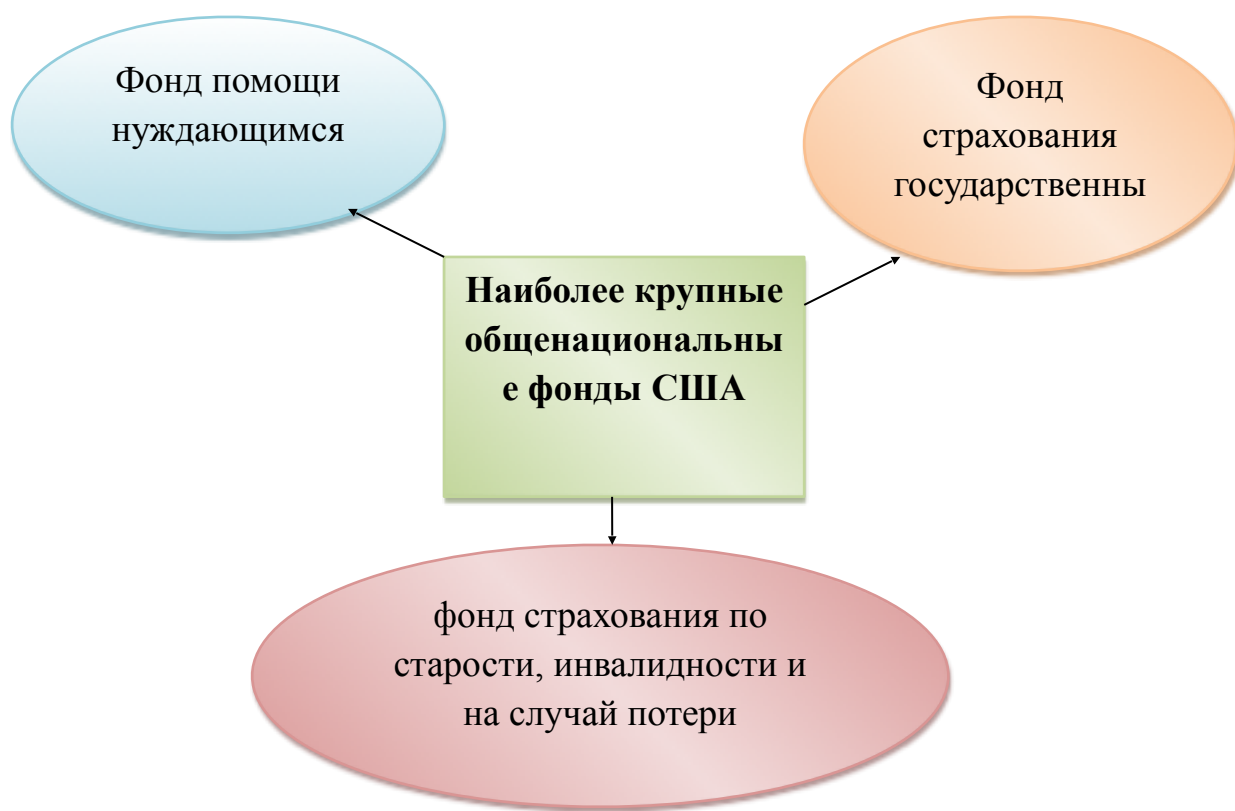 Фонд помощи
нуждающимся
Фонд
страхования
государственны
Наиболее крупные
общенациональны
е фонды США
фонд страхования по
старости, инвалидности и
на случай потери